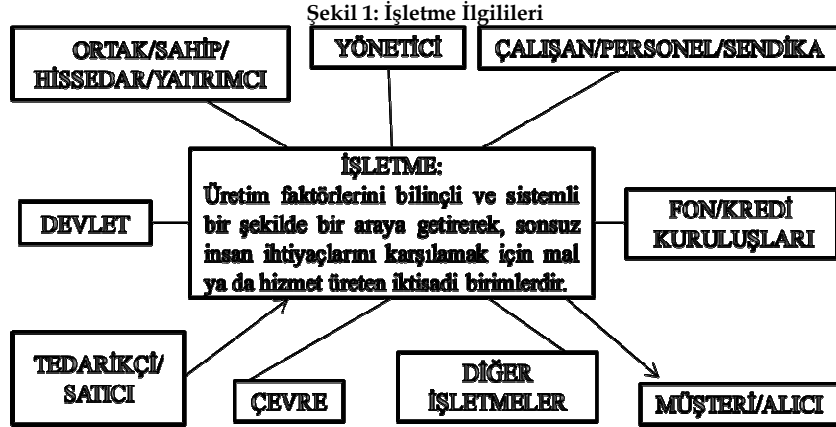 Şekil 1: İşletme İlgilileri
ORTAK/SAHİP/
HİSSEDAR/YATIRIMCI
YÖNETİCİ
ÇALIŞAN/PERSONEL/SENDİKA
İŞLETME:
Üretim faktörlerini bilinçli ve sistemli
bir şekilde bir araya getirerek, sonsuz
insan ihtiyaçlarını karşılamak için mal
ya da hizmet üreten iktisadi birimlerdir.
DEVLET
FON/KREDİ
KURULUŞLARI
TEDARİKÇİ/
SATICI
ÇEVRE
DİĞER
İŞLETMELER
MÜŞTERİ/ALICI